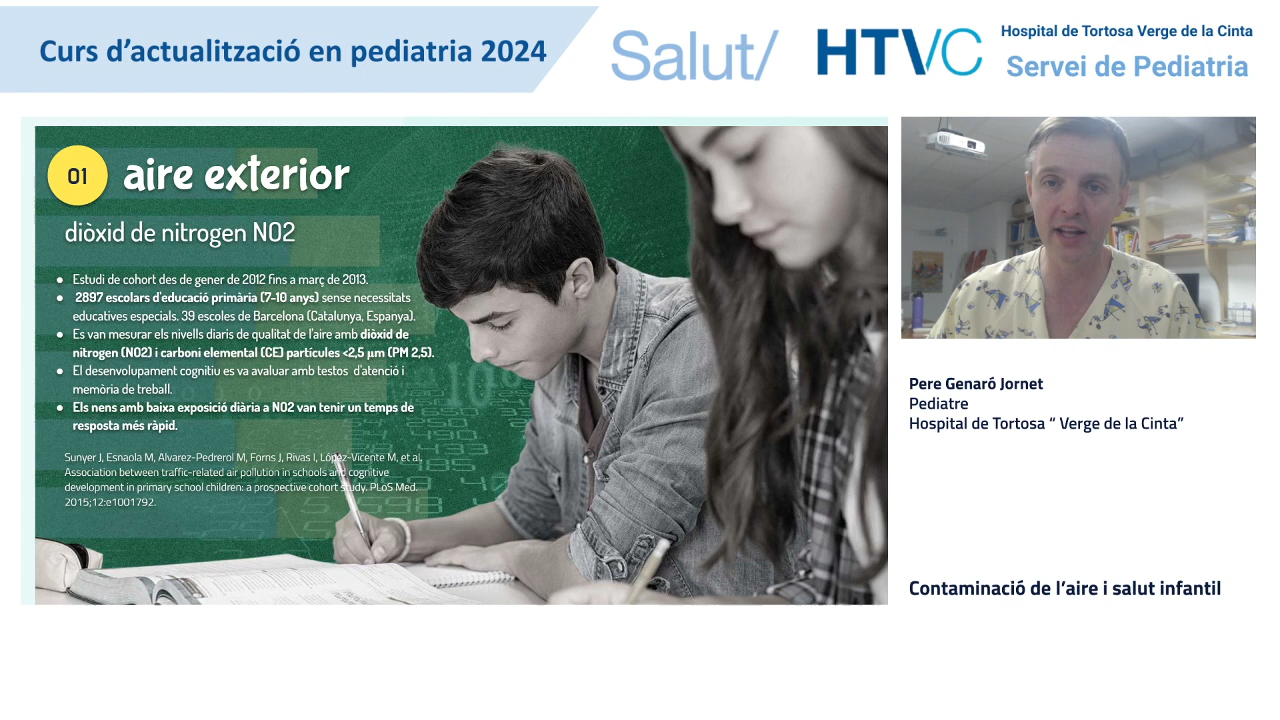 Curs d’actualització en pediatria 2024
Salut/
HTVC
Hospital de Tortosa Verge de la Cinta
Servei de Pediatria
01
aire exterior
diòxid de nitrogen NO2
● Estudi de cohort des de gener de 2012 fins a març de 2013.
● 2897 escolars d'educació primària (7-10 anys) sense necessitats
educatives especials. 39 escoles de Barcelona (Catalunya, Espanya).
● Es van mesurar els nivells diaris de qualitat de l'aire amb diòxid de
nitrogen (NO2) i carboni elemental (CE) partícules <2,5 μm (PM 2,5).
● El desenvolupament cognitiu es va avaluar amb testos d'atenció i
memòria de treball.
● Els nens amb baixa exposició diària a NO2 van tenir un temps de
resposta més ràpid.
Sunyer J, Esnaola M, Alvarez-Pedrerol M, Forns J, Rivas I, López-Vicente M, et al.
Association between traffic-related air pollution in schools and cognitive
development in primary school children: a prospective cohort study. PLoS Med.
2015;12:e1001792.
Pere Genaró Jornet
Pediatre
Hospital de Tortosa “ Verge de la Cinta”
Contaminació de l’aire i salut infantil